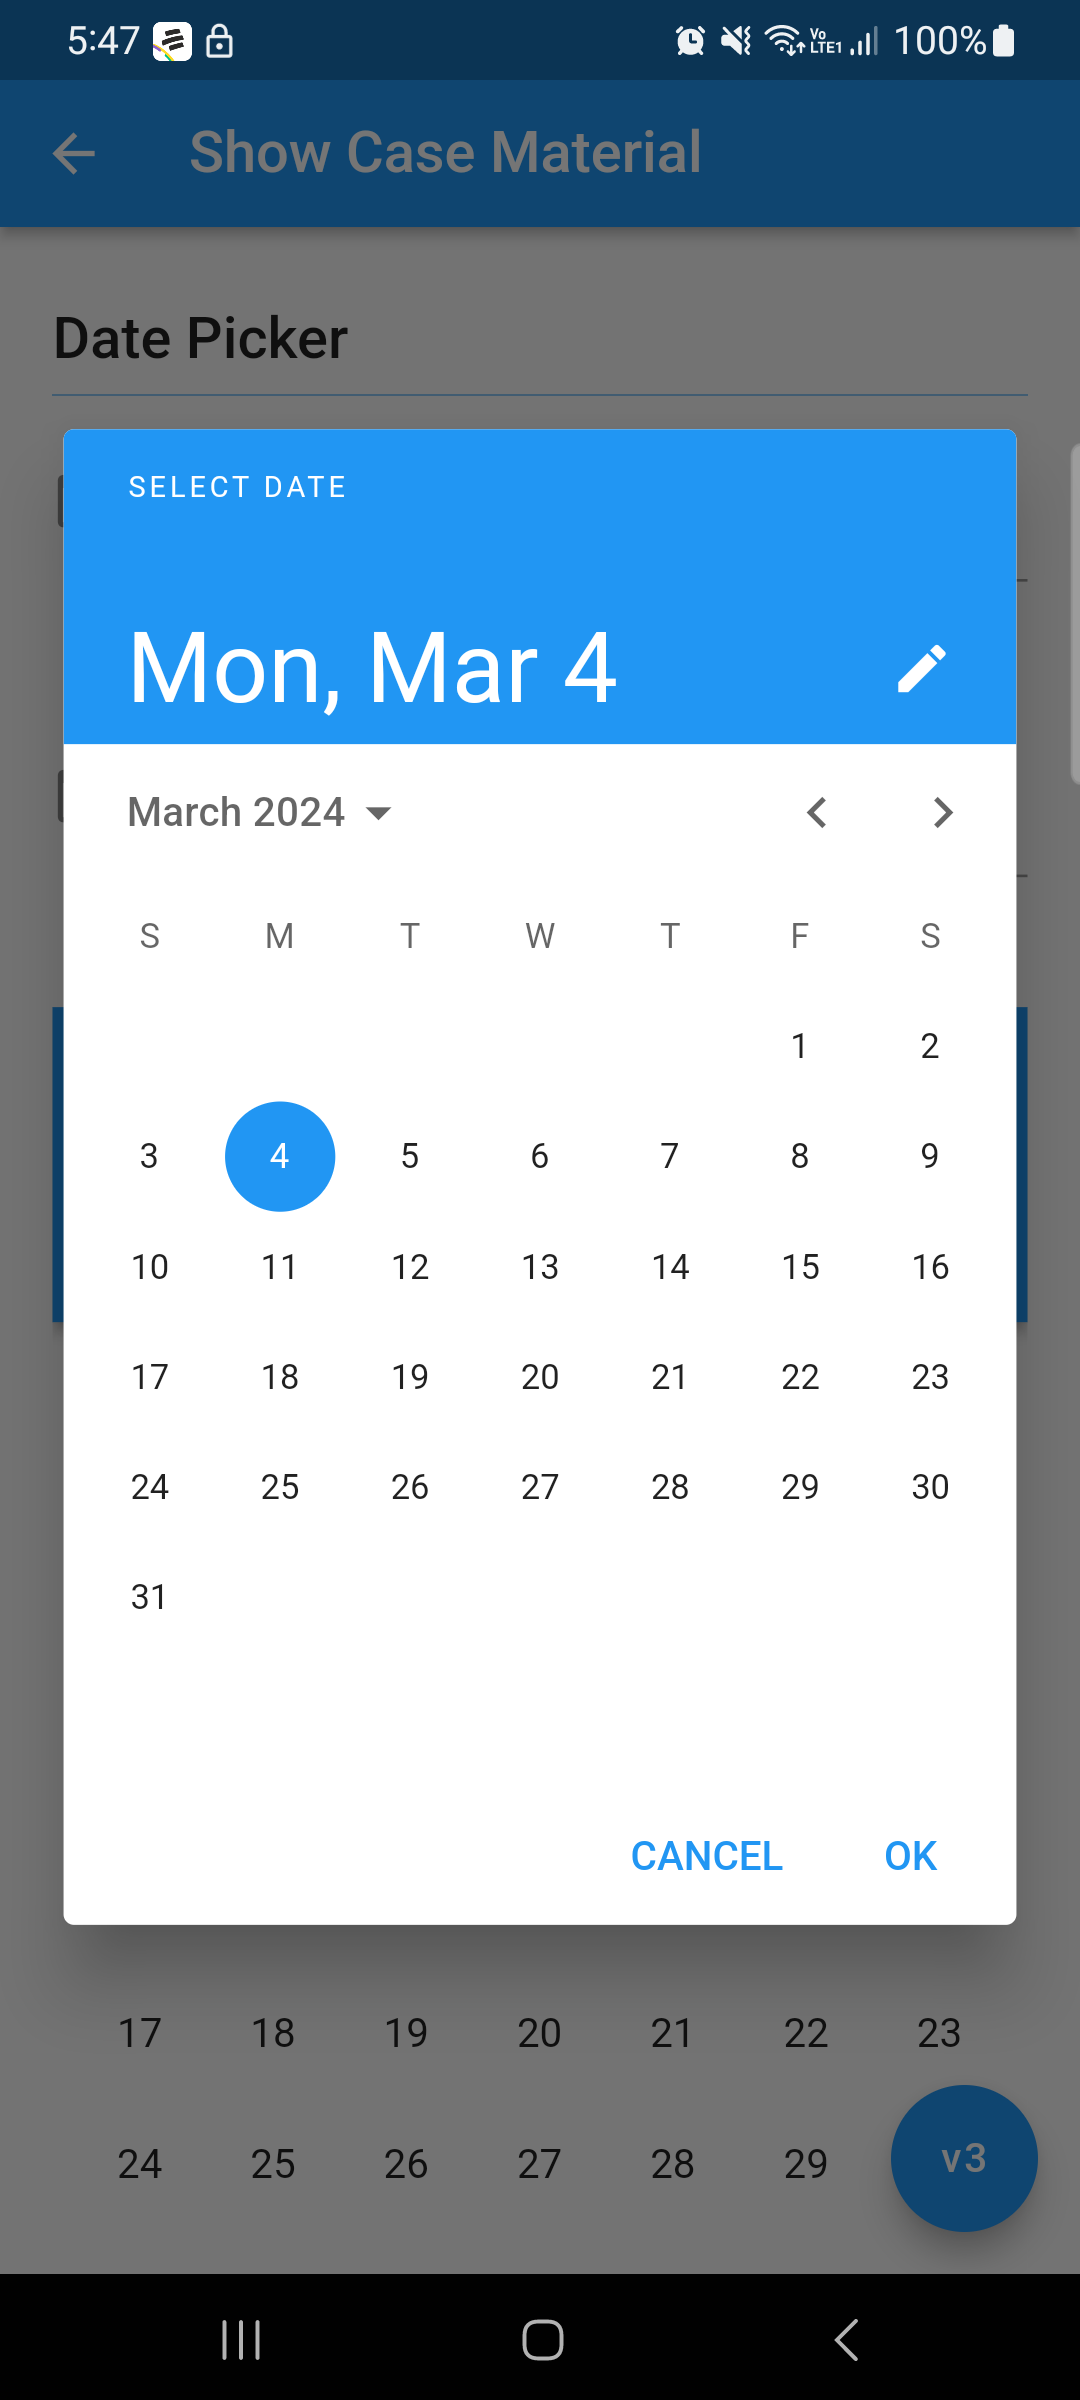 5:47 Vo LTE1 100%
Show Case Material
Date Picker
SELECT DATE
Mon, Mar 4
March 2024
S M T W T F S
1 2
3 4 5 6 7 8 9
10 11 12 13 14 15 16
17 18 19 20 21 22 23
24 25 26 27 28 29 30
31
CANCEL OK
17 18 19 20 21 22 23
24 25 26 27 28 29 v3